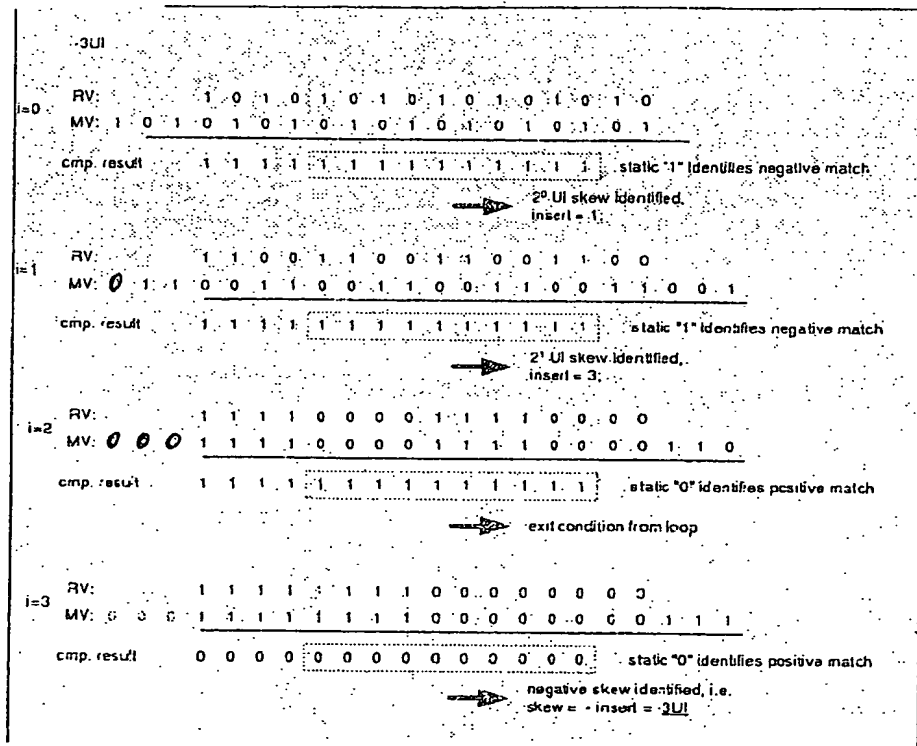 -3UI
RV: 1 0 1 0 1 0 1 0 1 0 1 0 1 0 1 0
i=0
MV: 1 0 1 0 1 0 1 0 1 0 1 0 1 0 1 0 1 0 1
cmp. result 1 1 1 1 1 1 1 1 1 1 1 1 1 1 static "1" identifies negative match
2⁰ UI skew identified,
insert = 1;
RV: 1 1 0 0 1 1 0 0 1 1 0 0 1 1 0 0
i=1
MV: 0 1 1 0 0 1 1 0 0 1 1 0 0 1 1 0 0 1 1 0 0 1
cmp. result 1 1 1 1 1 1 1 1 1 1 1 1 1 1 static "1" identifies negative match
2¹ UI skew identified,
insert = 3;
RV: 1 1 1 1 0 0 0 0 1 1 1 1 0 0 0 0
i=2
MV: 0 0 0 1 1 1 1 0 0 0 0 1 1 1 1 0 0 0 0 1 1 0
cmp. result 1 1 1 1 1 1 1 1 1 1 1 1 1 1 static "0" identifies positive match
exit condition from loop
RV: 1 1 1 1 1 1 1 1 0 0 0 0 0 0 0 0
i=3
MV: 0 0 0 1 1 1 1 1 1 1 1 0 0 0 0 0 0 0 0 1 1 1
cmp. result 0 0 0 0 0 0 0 0 0 0 0 0 0 0 static "0" identifies positive match
negative skew identified, i.e.
skew = - insert = -3UI